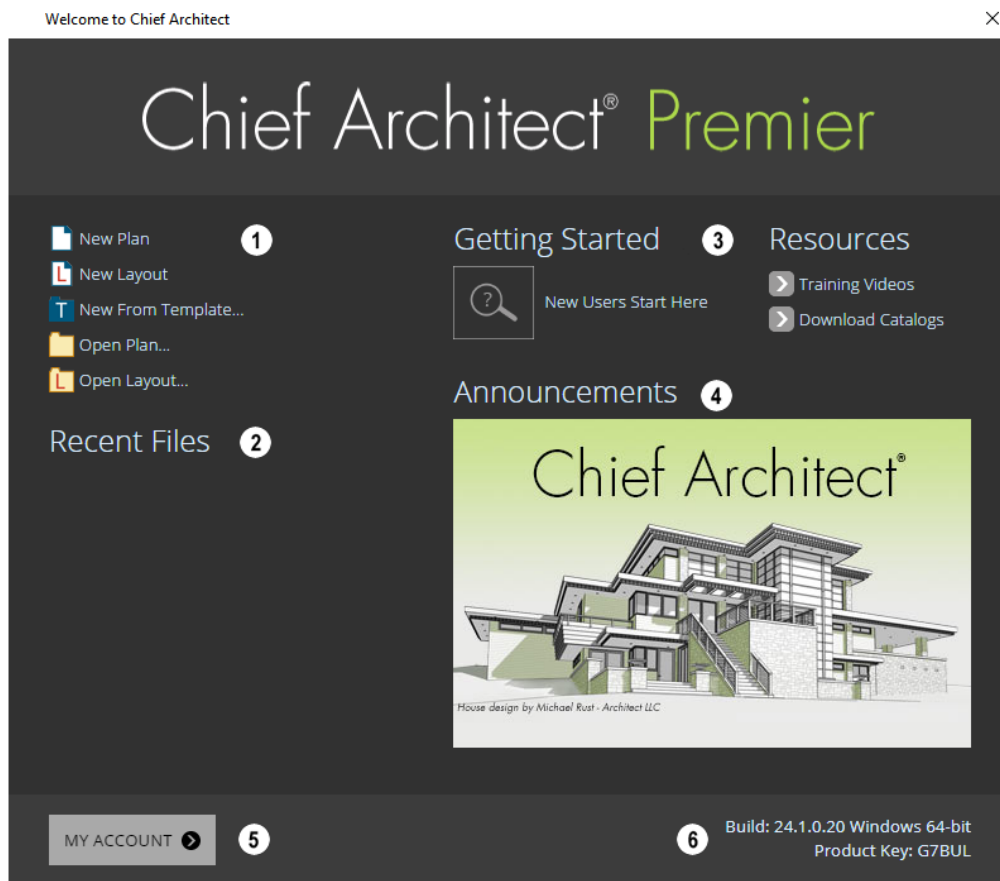 Welcome to Chief Architect
Chief Architect® Premier
New Plan
1
New Layout
New From Template...
Open Plan...
Open Layout...
Recent Files
2
Getting Started
3
New Users Start Here
Resources
Training Videos
Download Catalogs
Announcements
4
Chief Architect®
House design by Michael Rust - Architect LLC
MY ACCOUNT
5
6
Build: 24.1.0.20 Windows 64-bit
Product Key: G7BUL